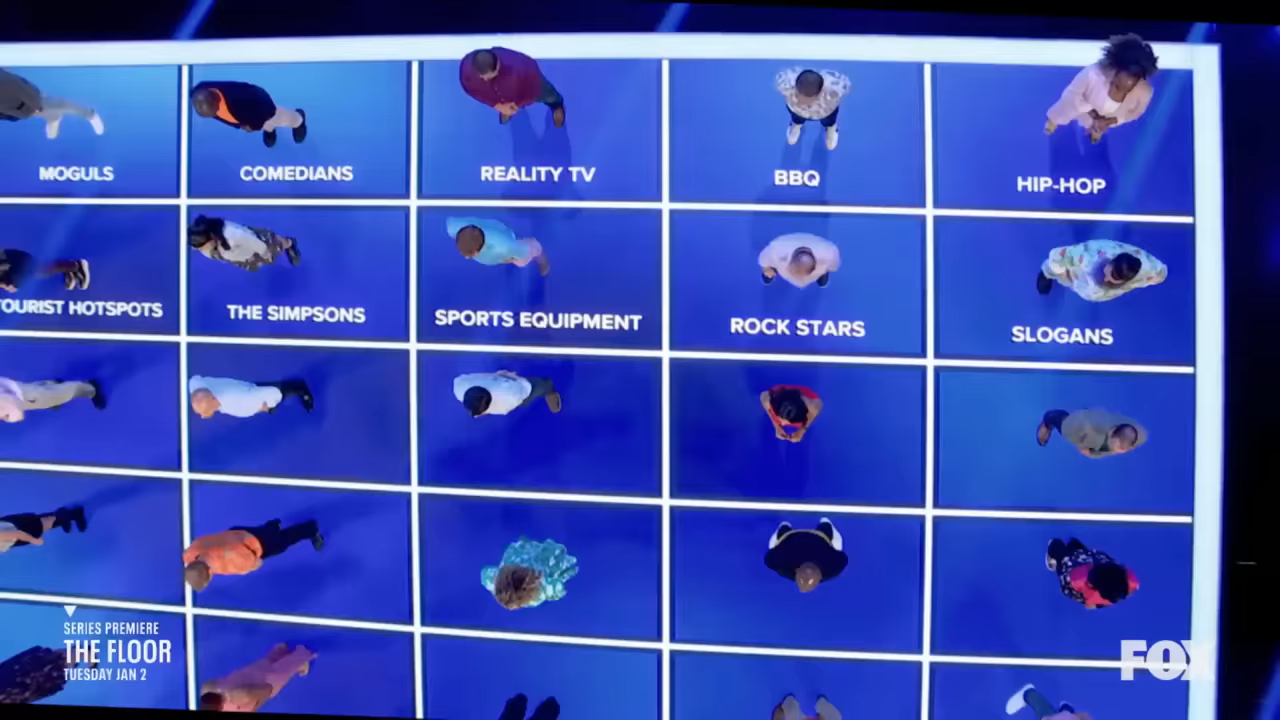 MOGULS
COMEDIANS
REALITY TV
BBQ
HIP-HOP
TOURIST HOTSPOTS
THE SIMPSONS
SPORTS EQUIPMENT
ROCK STARS
SLOGANS
SERIES PREMIERE
THE FLOOR
TUESDAY JAN 2
FOX